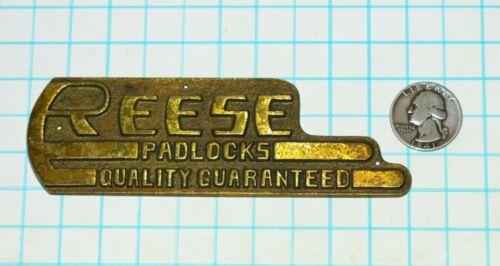 REESE
PADLOCKS
QUALITY GUARANTEED
LIBERTY